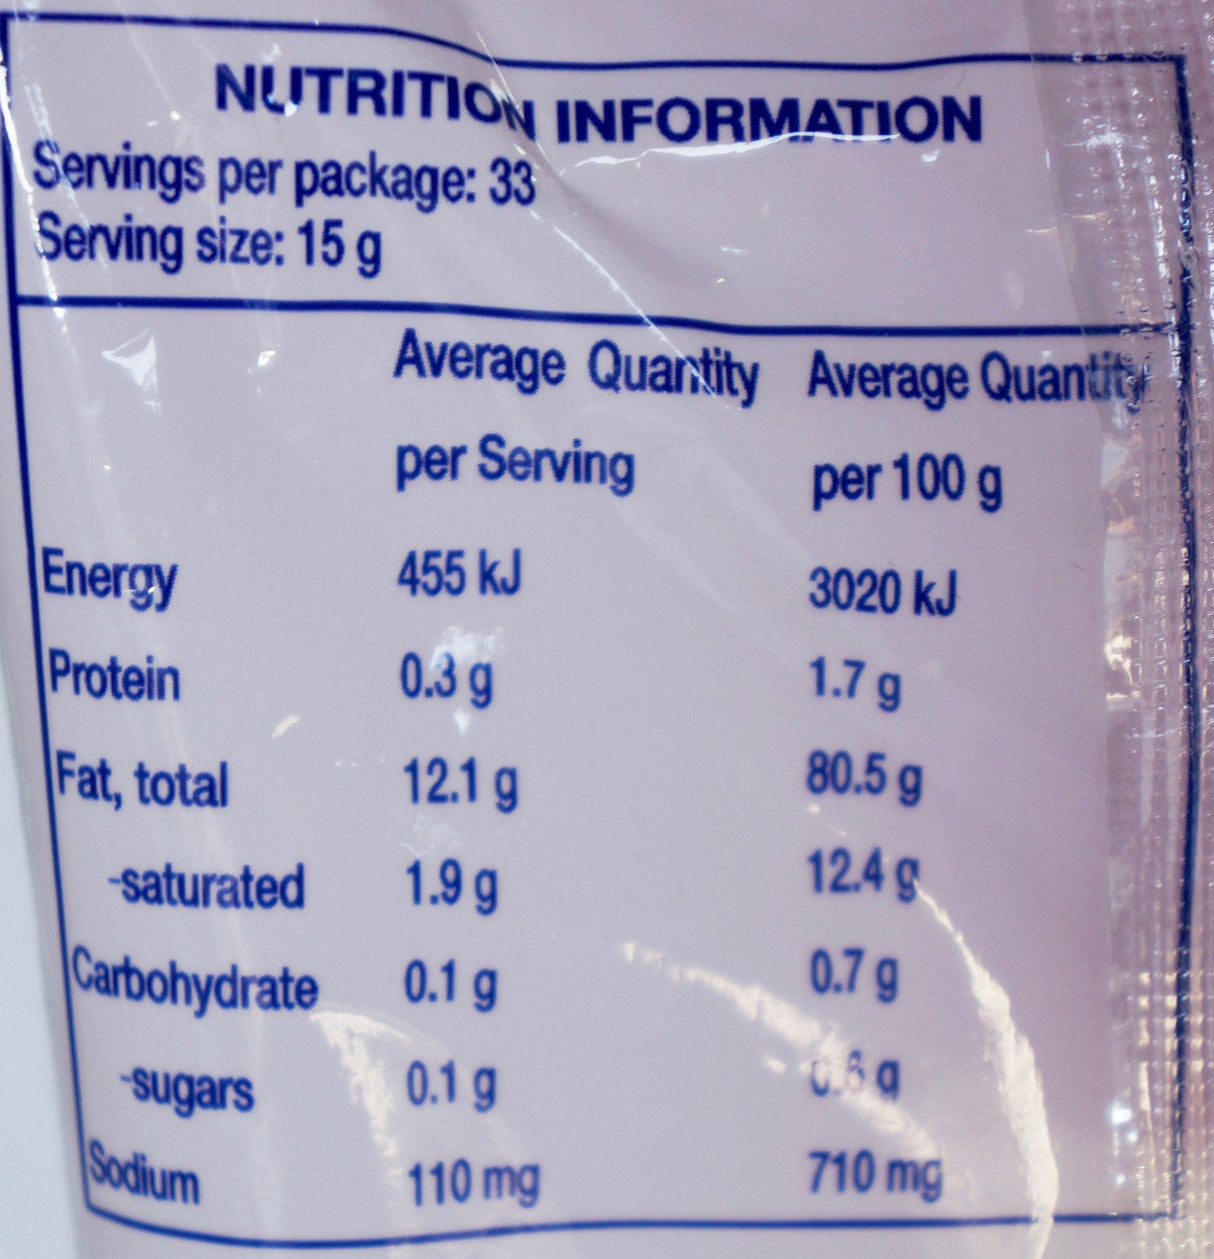 NUTRITION INFORMATION
Servings per package: 33
Serving size: 15 g
Average Quantity Average Quantity
per Serving per 100 g
Energy 455 kJ 3020 kJ
Protein 0.3 g 1.7 g
Fat, total 12.1 g 80.5 g
-saturated 1.9 g 12.4 g
Carbohydrate 0.1 g 0.7 g
-sugars 0.1 g
Sodium 110 mg 710 mg